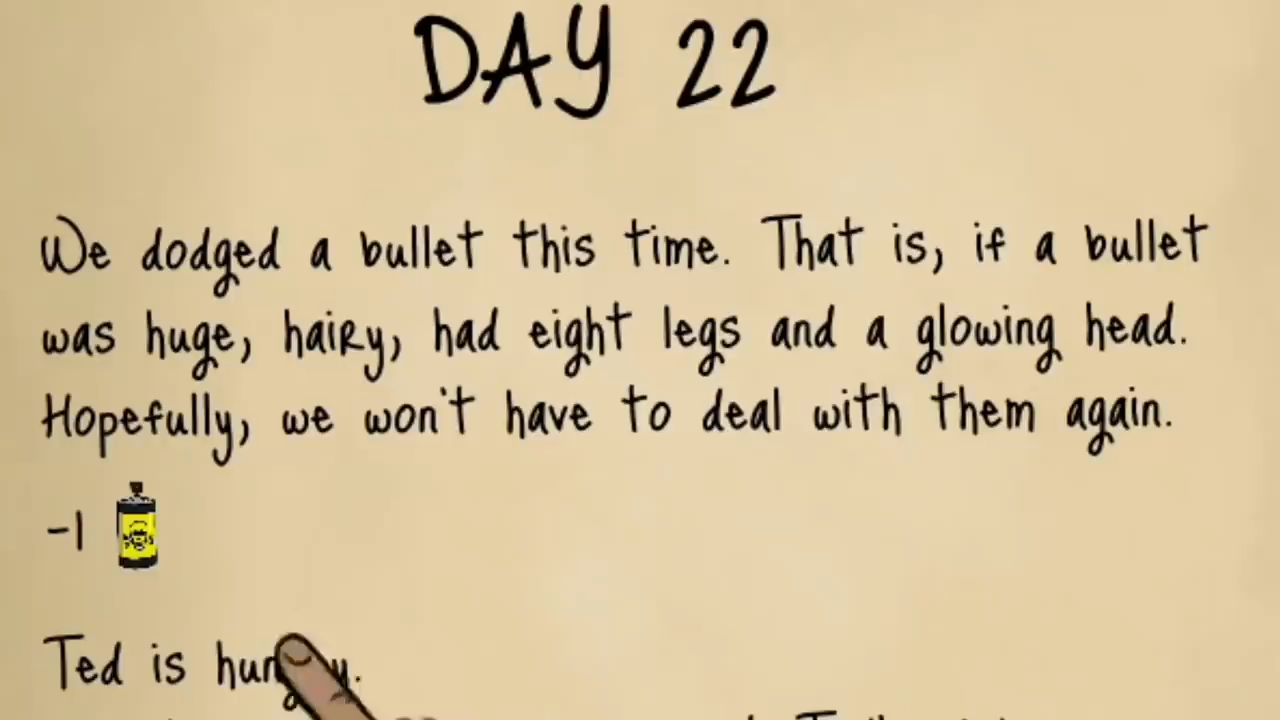 DAY 22
We dodged a bullet this time. That is, if a bullet
was huge, hairy, had eight legs and a glowing head.
Hopefully, we won't have to deal with them again.
-1
Ted is